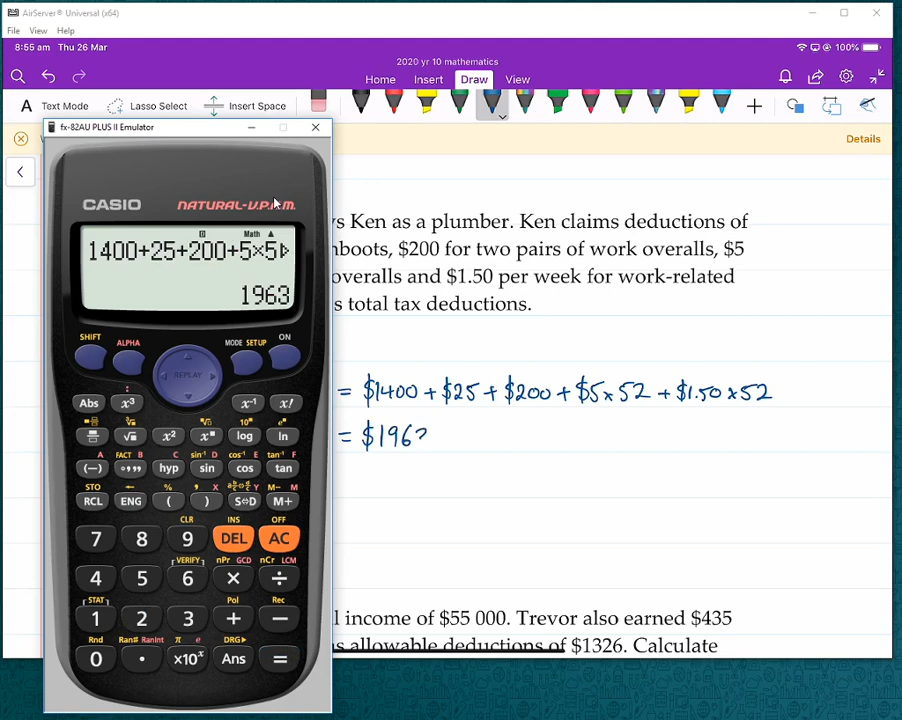 AirServer® Universal (x64)
File View Help
8:55 am Thu 26 Mar
100%
2020 yr 10 mathematics
Home Insert Draw View
A Text Mode Lasso Select Insert Space
Details
fx-82AU PLUS II Emulator
CASIO NATURAL-V.P.A.M.
D Math ▲
1400+25+200+5×5
1963
SHIFT ALPHA REPLAY MODE SETUP ON
Abs x³ x⁻¹ x!
log ln
(−) hyp sin cos tan
RCL ENG ( ) S⇔D M+
7 8 9 DEL AC
4 5 6 × ÷
1 2 3 + −
0 · ×10ˣ Ans =
Ken as a plumber. Ken claims deductions of
boots, $200 for two pairs of work overalls, $5
overalls and $1.50 per week for work-related
total tax deductions.
= $1400 + $25 + $200 + $5 × 52 + $1.50 × 52
= $196
income of $55 000. Trevor also earned $435
allowable deductions of $1326. Calculate